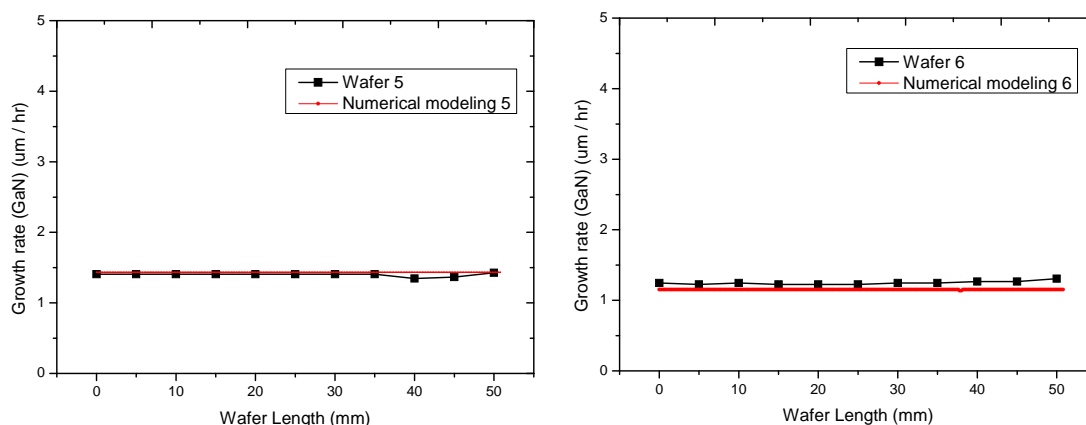 5
4
3
2
1
0
Growth rate (GaN) (um / hr)
Wafer 5
Numerical modeling 5
0 10 20 30 40 50
Wafer Length (mm)
5
4
3
2
1
0
Growth rate (GaN) (um / hr)
Wafer 6
Numerical modeling 6
0 10 20 30 40 50
Wafer Length (mm)